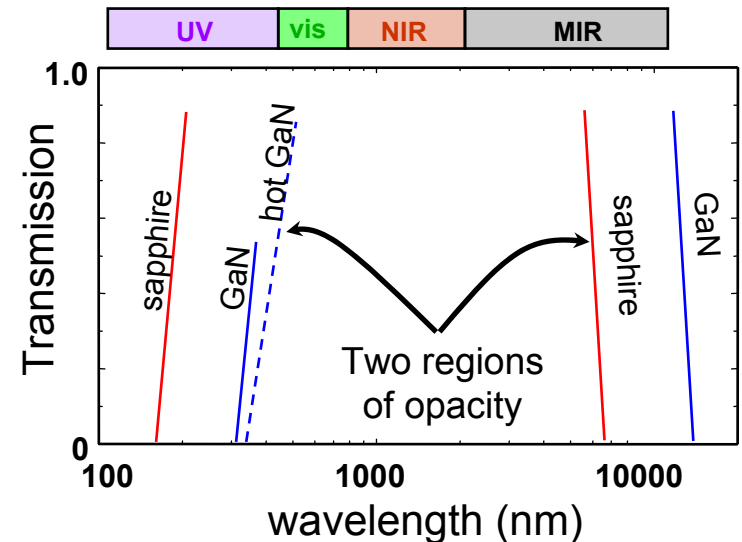 UV vis NIR MIR
1.0
Transmission
sapphire
GaN
hot GaN
sapphire
GaN
Two regions
of opacity
0
100 1000 10000
wavelength (nm)